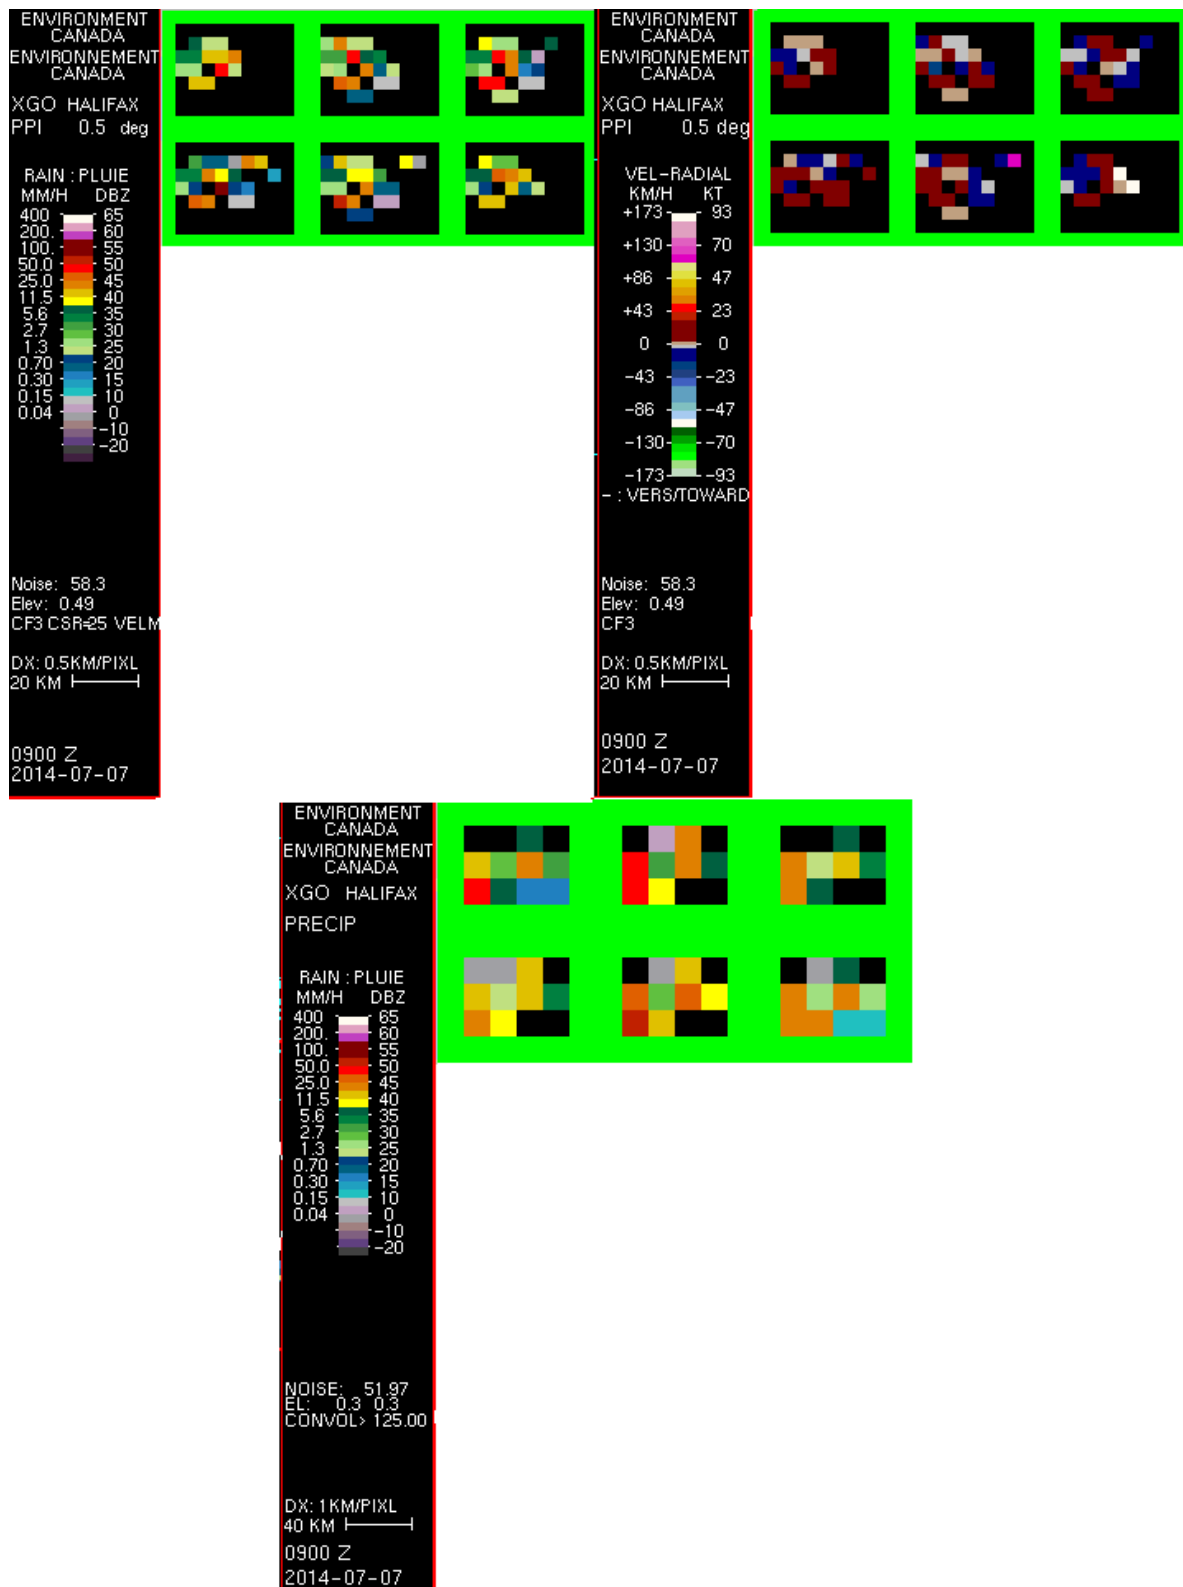 ENVIRONMENT
CANADA
ENVIRONNEMENT
CANADA
XGO HALIFAX
PPI 0.5 deg
RAIN : PLUIE
MM/H DBZ
400 65
200. 60
100. 55
50.0 50
25.0 45
11.5 40
5.6 35
2.7 30
1.3 25
0.70 20
0.30 15
0.15 10
0.04 0
-10
-20
Noise: 58.3
Elev: 0.49
CF3 CSR=25 VELM
DX: 0.5KM/PIXL
20 KM
0900 Z
2014-07-07
ENVIRONMENT
CANADA
ENVIRONNEMENT
CANADA
XGO HALIFAX
PPI 0.5 deg
VEL-RADIAL
KM/H KT
+173 93
+130 70
+86 47
+43 23
0 0
-43 -23
-86 -47
-130 -70
-173 -93
- : VERS/TOWARD
Noise: 58.3
Elev: 0.49
CF3
DX: 0.5KM/PIXL
20 KM
0900 Z
2014-07-07
ENVIRONMENT
CANADA
ENVIRONNEMENT
CANADA
XGO HALIFAX
PRECIP
RAIN : PLUIE
MM/H DBZ
400 65
200. 60
100. 55
50.0 50
25.0 45
11.5 40
5.6 35
2.7 30
1.3 25
0.70 20
0.30 15
0.15 10
0.04 0
-10
-20
NOISE: 51.97
EL: 0.3 0.3
CONVOL> 125.00
DX: 1KM/PIXL
40 KM
0900 Z
2014-07-07